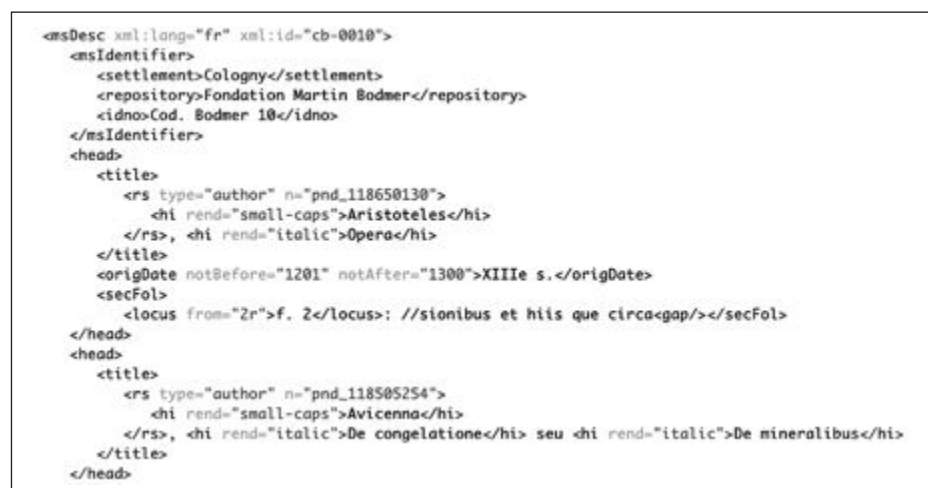 <msDesc xml:lang="fr" xml:id="cb-0010">
<msIdentifier>
<settlement>Cologny</settlement>
<repository>Fondation Martin Bodmer</repository>
<idno>Cod. Bodmer 10</idno>
</msIdentifier>
<head>
<title>
<rs type="author" n="pnd_118650130">
<hi rend="small-caps">Aristoteles</hi>
</rs>, <hi rend="italic">Opera</hi>
</title>
<origDate notBefore="1201" notAfter="1300">XIIIe s.</origDate>
<secFol>
<locus from="2r">f. 2</locus>: //sionibus et hiis que circa<gap/></secFol>
</head>
<head>
<title>
<rs type="author" n="pnd_118505254">
<hi rend="small-caps">Avicenna</hi>
</rs>, <hi rend="italic">De congelatione</hi> seu <hi rend="italic">De mineralibus</hi>
</title>
</head>